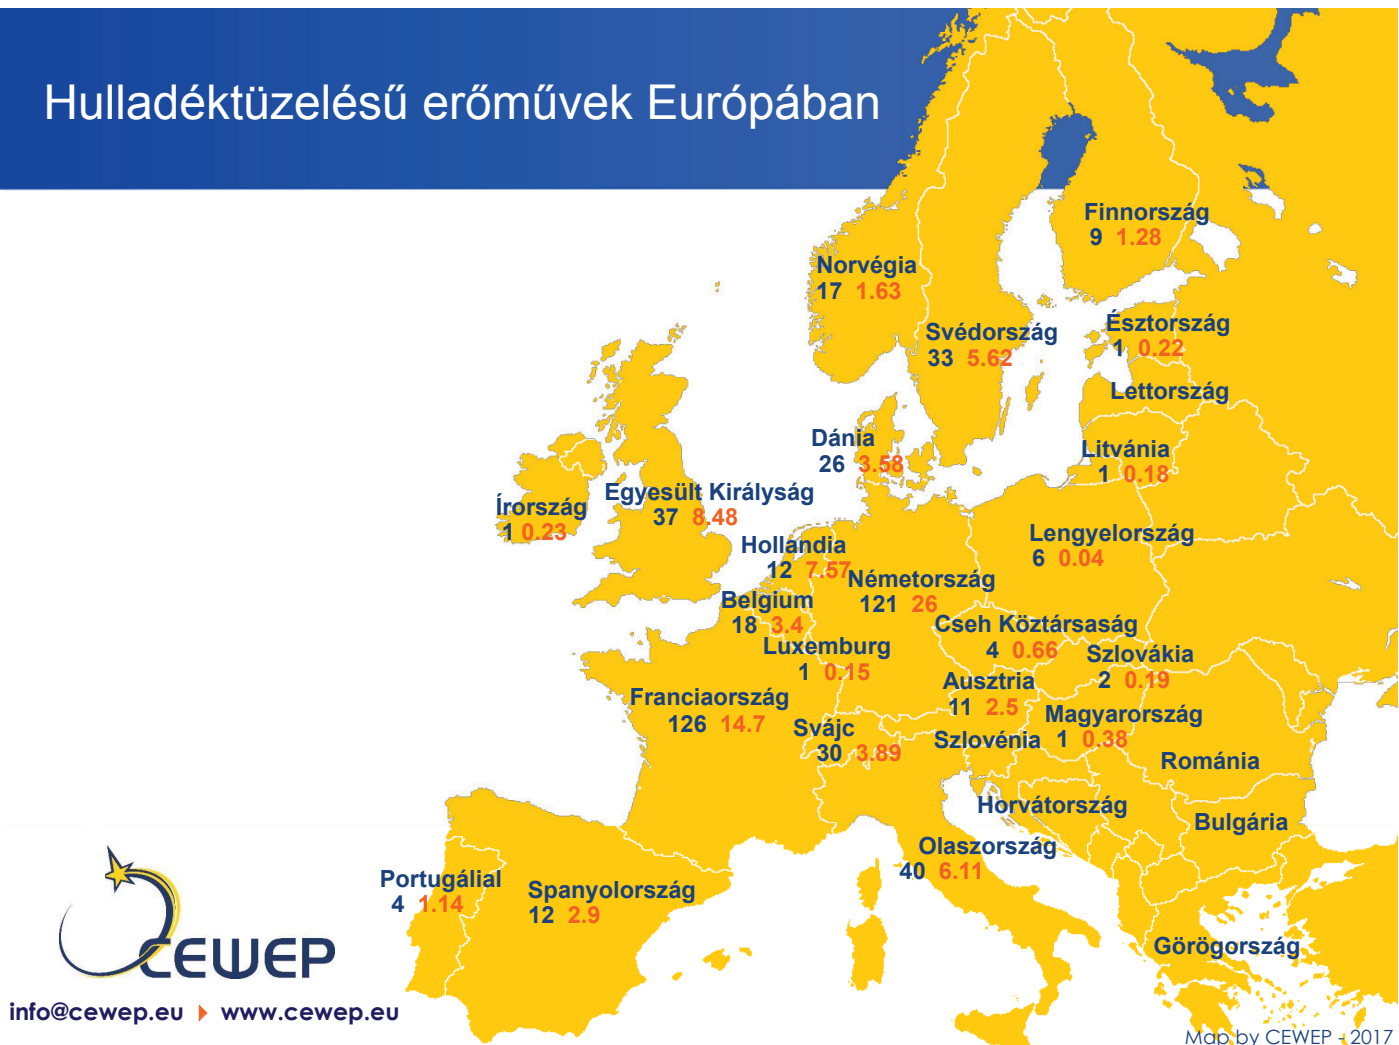 Hulladéktüzelésű erőművek Európában
Finnország
9 1.28
Norvégia
17 1.63
Svédország
33 5.62
Észtország
1 0.22
Lettország
Dánia
26 3.58
Litvánia
1 0.18
Egyesült Királyság
37 8.48
Írország
1 0.23
Lengyelország
6 0.04
Hollandia
12 7.57
Németország
121 26
Belgium
18 3.4
Cseh Köztársaság
4 0.66
Luxemburg
1 0.15
Szlovákia
2 0.19
Ausztria
11 2.5
Franciaország
126 14.7
Magyarország
1 0.38
Svájc
30 3.89
Szlovénia
Románia
Horvátország
Bulgária
Olaszország
40 6.11
Portugálial
4 1.14
Spanyolország
12 2.9
Görögország
CEWEP
info@cewep.eu www.cewep.eu
Map by CEWEP - 2017